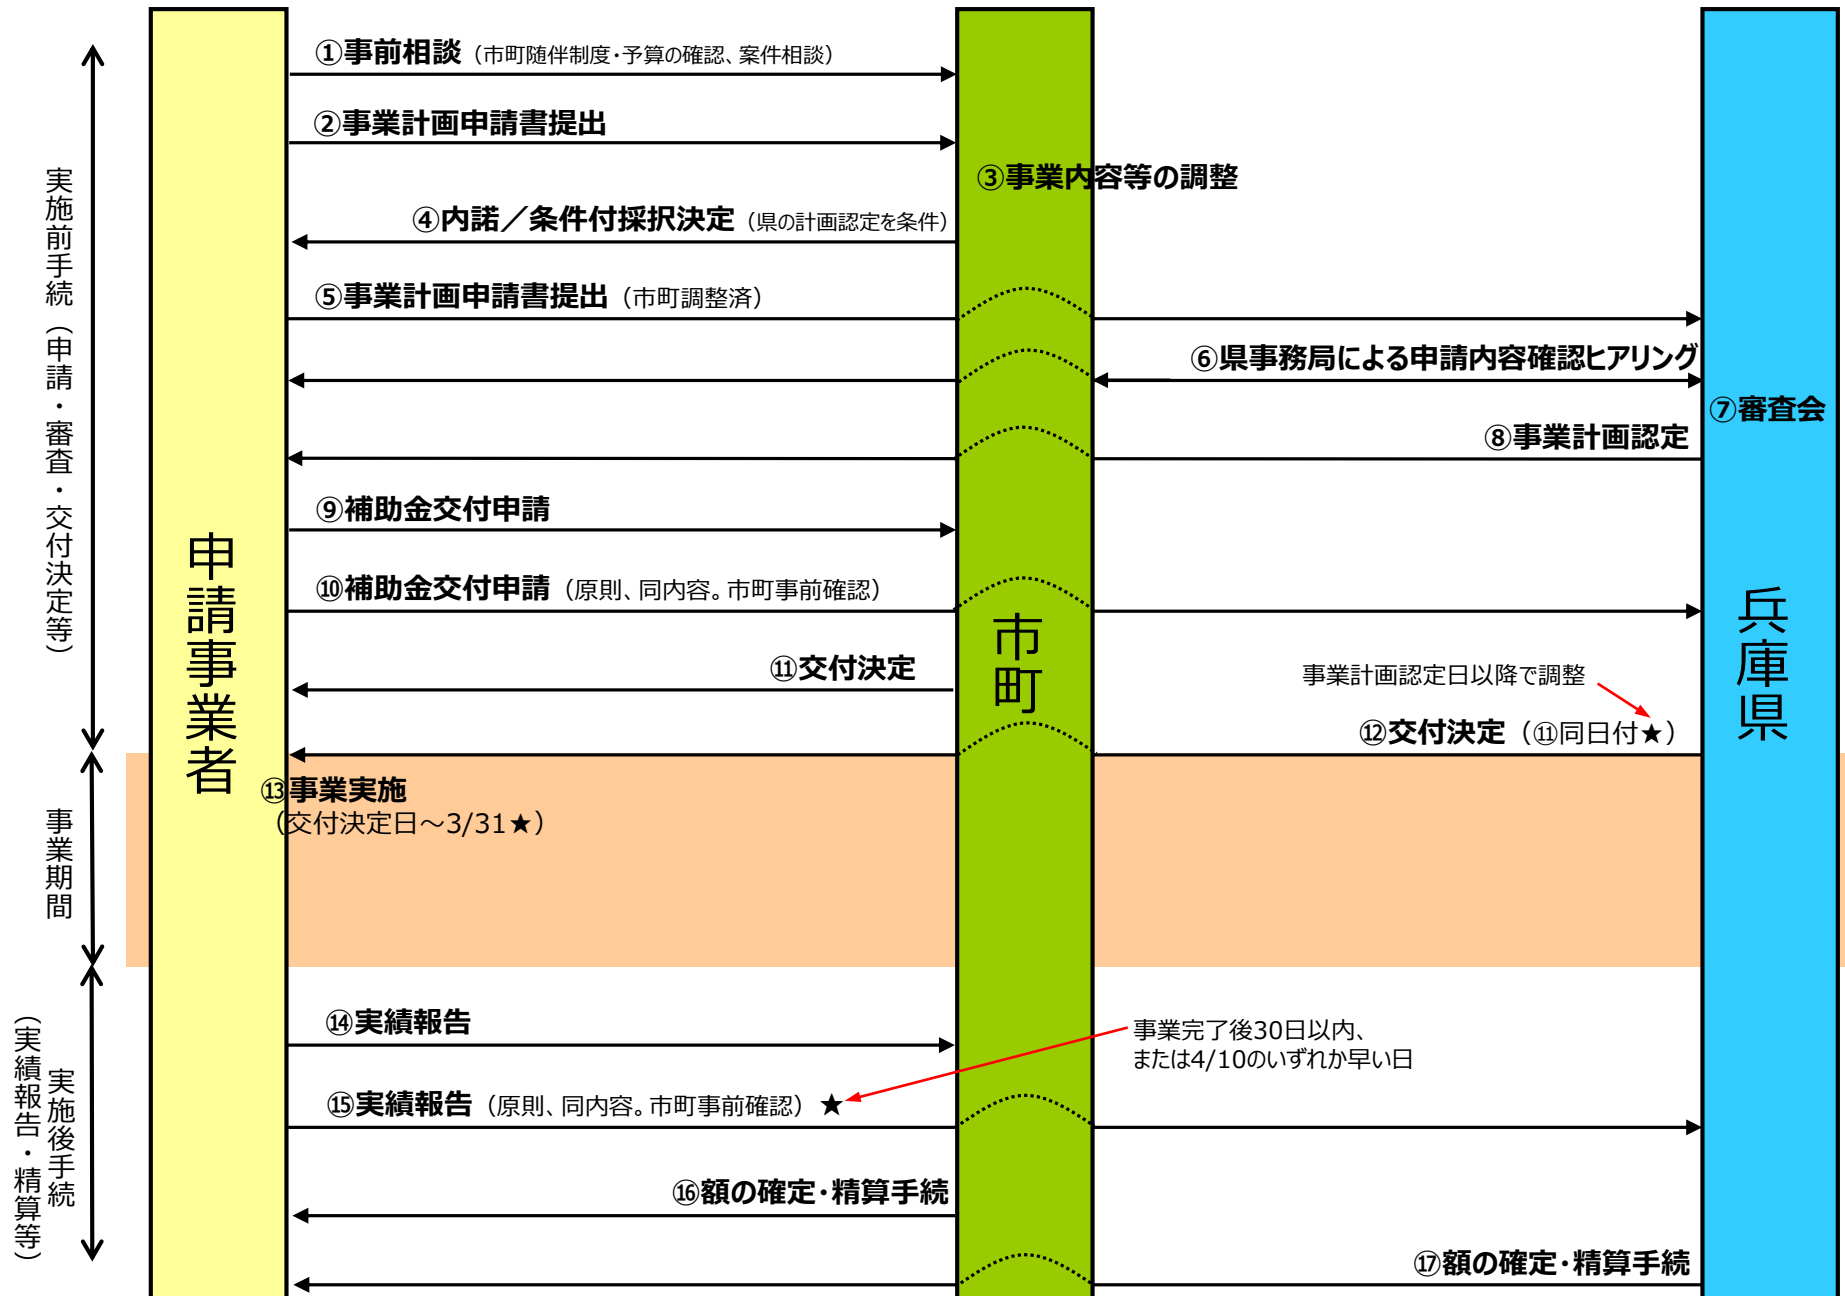 ①事前相談（市町随伴制度・予算の確認、案件相談）
②事業計画申請書提出
③事業内容等の調整
④内諾／条件付採択決定（県の計画認定を条件）
⑤事業計画申請書提出（市町調整済）
⑥県事務局による申請内容確認ヒアリング
⑦審査会
⑧事業計画認定
⑨補助金交付申請
⑩補助金交付申請（原則、同内容。市町事前確認）
⑪交付決定
事業計画認定日以降で調整
⑫交付決定（⑪同日付★）
⑬事業実施
（交付決定日～3/31★）
⑭実績報告
事業完了後30日以内、
または4/10のいずれか早い日
⑮実績報告（原則、同内容。市町事前確認）★
⑯額の確定・精算手続
⑰額の確定・精算手続
実施前手続（申請・審査・交付決定等）
事業期間
実施後手続
（実績報告・精算等）
申請事業者
市町
兵庫県